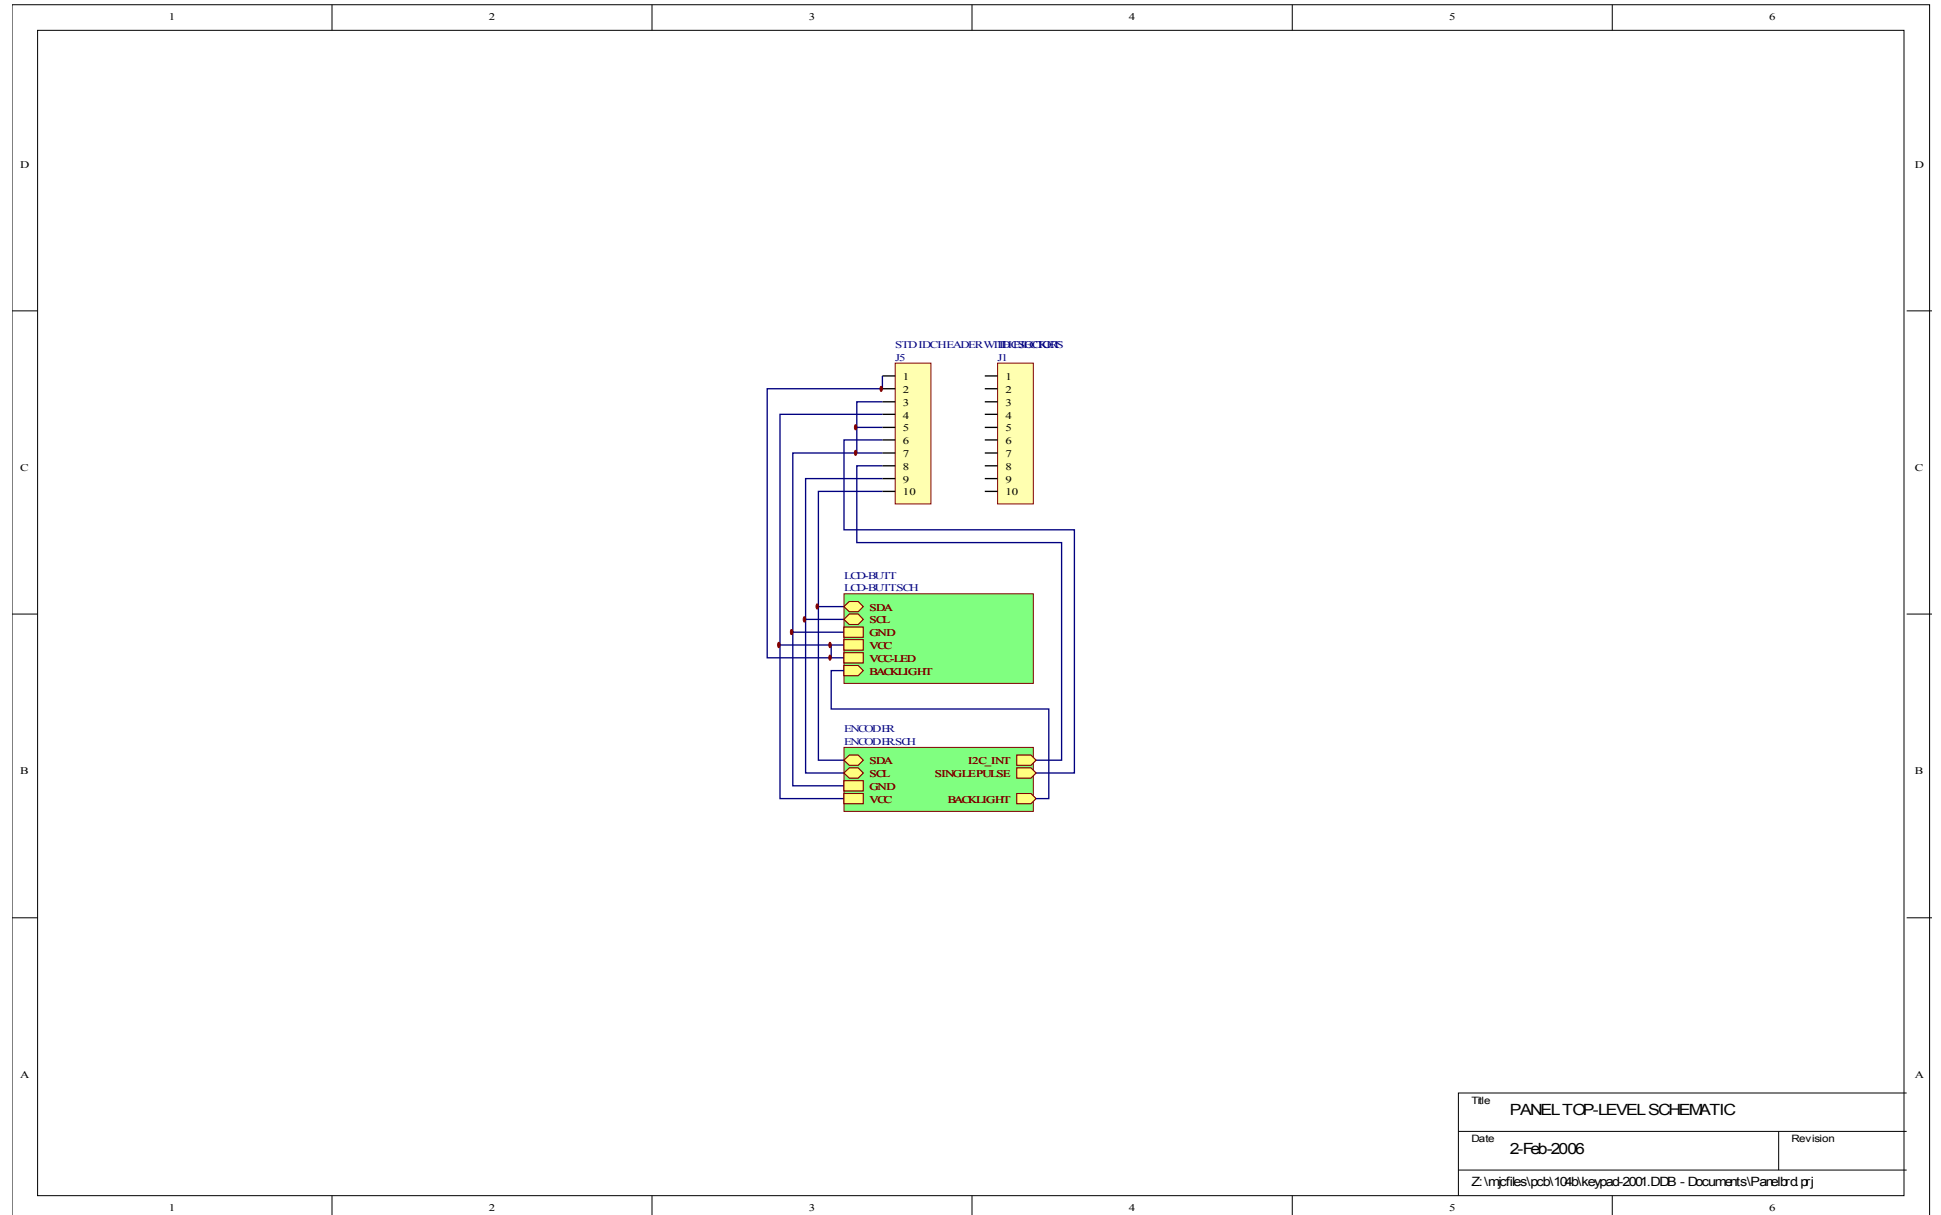 1 2 3 4 5 6
D D
STD IDC HEADER WITH EJECTORS
J5 J1
1 1
2 2
3 3
4 4
5 5
6 6
7 7
8 8
9 9
10 10
C C
LCD-BUTT
LCD-BUTT.SCH
SDA
SCL
GND
VCC
VCC-LED
BACKLIGHT
ENCODER
ENCODER.SCH
SDA I2C_INT
SCL SINGLEPULSE
GND
VCC BACKLIGHT
B B
A A
Title PANEL TOP-LEVEL SCHEMATIC
Date 2-Feb-2006 Revision
Z:\mjcfiles\pcb\104b\keypad-2001.DDB - Documents\Panelbrd.prj
1 2 3 4 5 6